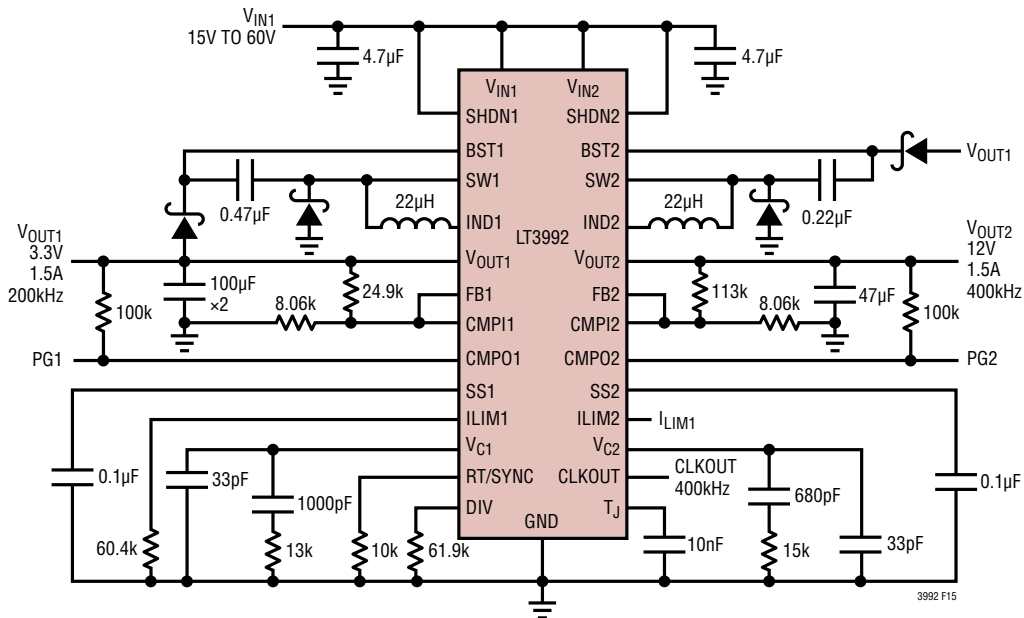 VIN1
15V TO 60V
4.7µF
4.7µF
VIN1
VIN2
SHDN1
SHDN2
BST1
BST2
VOUT1
SW1
SW2
0.47µF
22µH
22µH
0.22µF
IND1
IND2
LT3992
VOUT1
3.3V
1.5A
200kHz
VOUT1
VOUT2
VOUT2
12V
1.5A
400kHz
100µF
×2
24.9k
113k
47µF
100k
100k
8.06k
8.06k
FB1
FB2
CMPI1
CMPI2
PG1
CMPO1
CMPO2
PG2
SS1
SS2
ILIM1
ILIM2
ILIM1
VC1
VC2
0.1µF
33pF
1000pF
RT/SYNC
CLKOUT
CLKOUT
400kHz
680pF
0.1µF
DIV
TJ
GND
60.4k
13k
10k
61.9k
10nF
15k
33pF
3992 F15